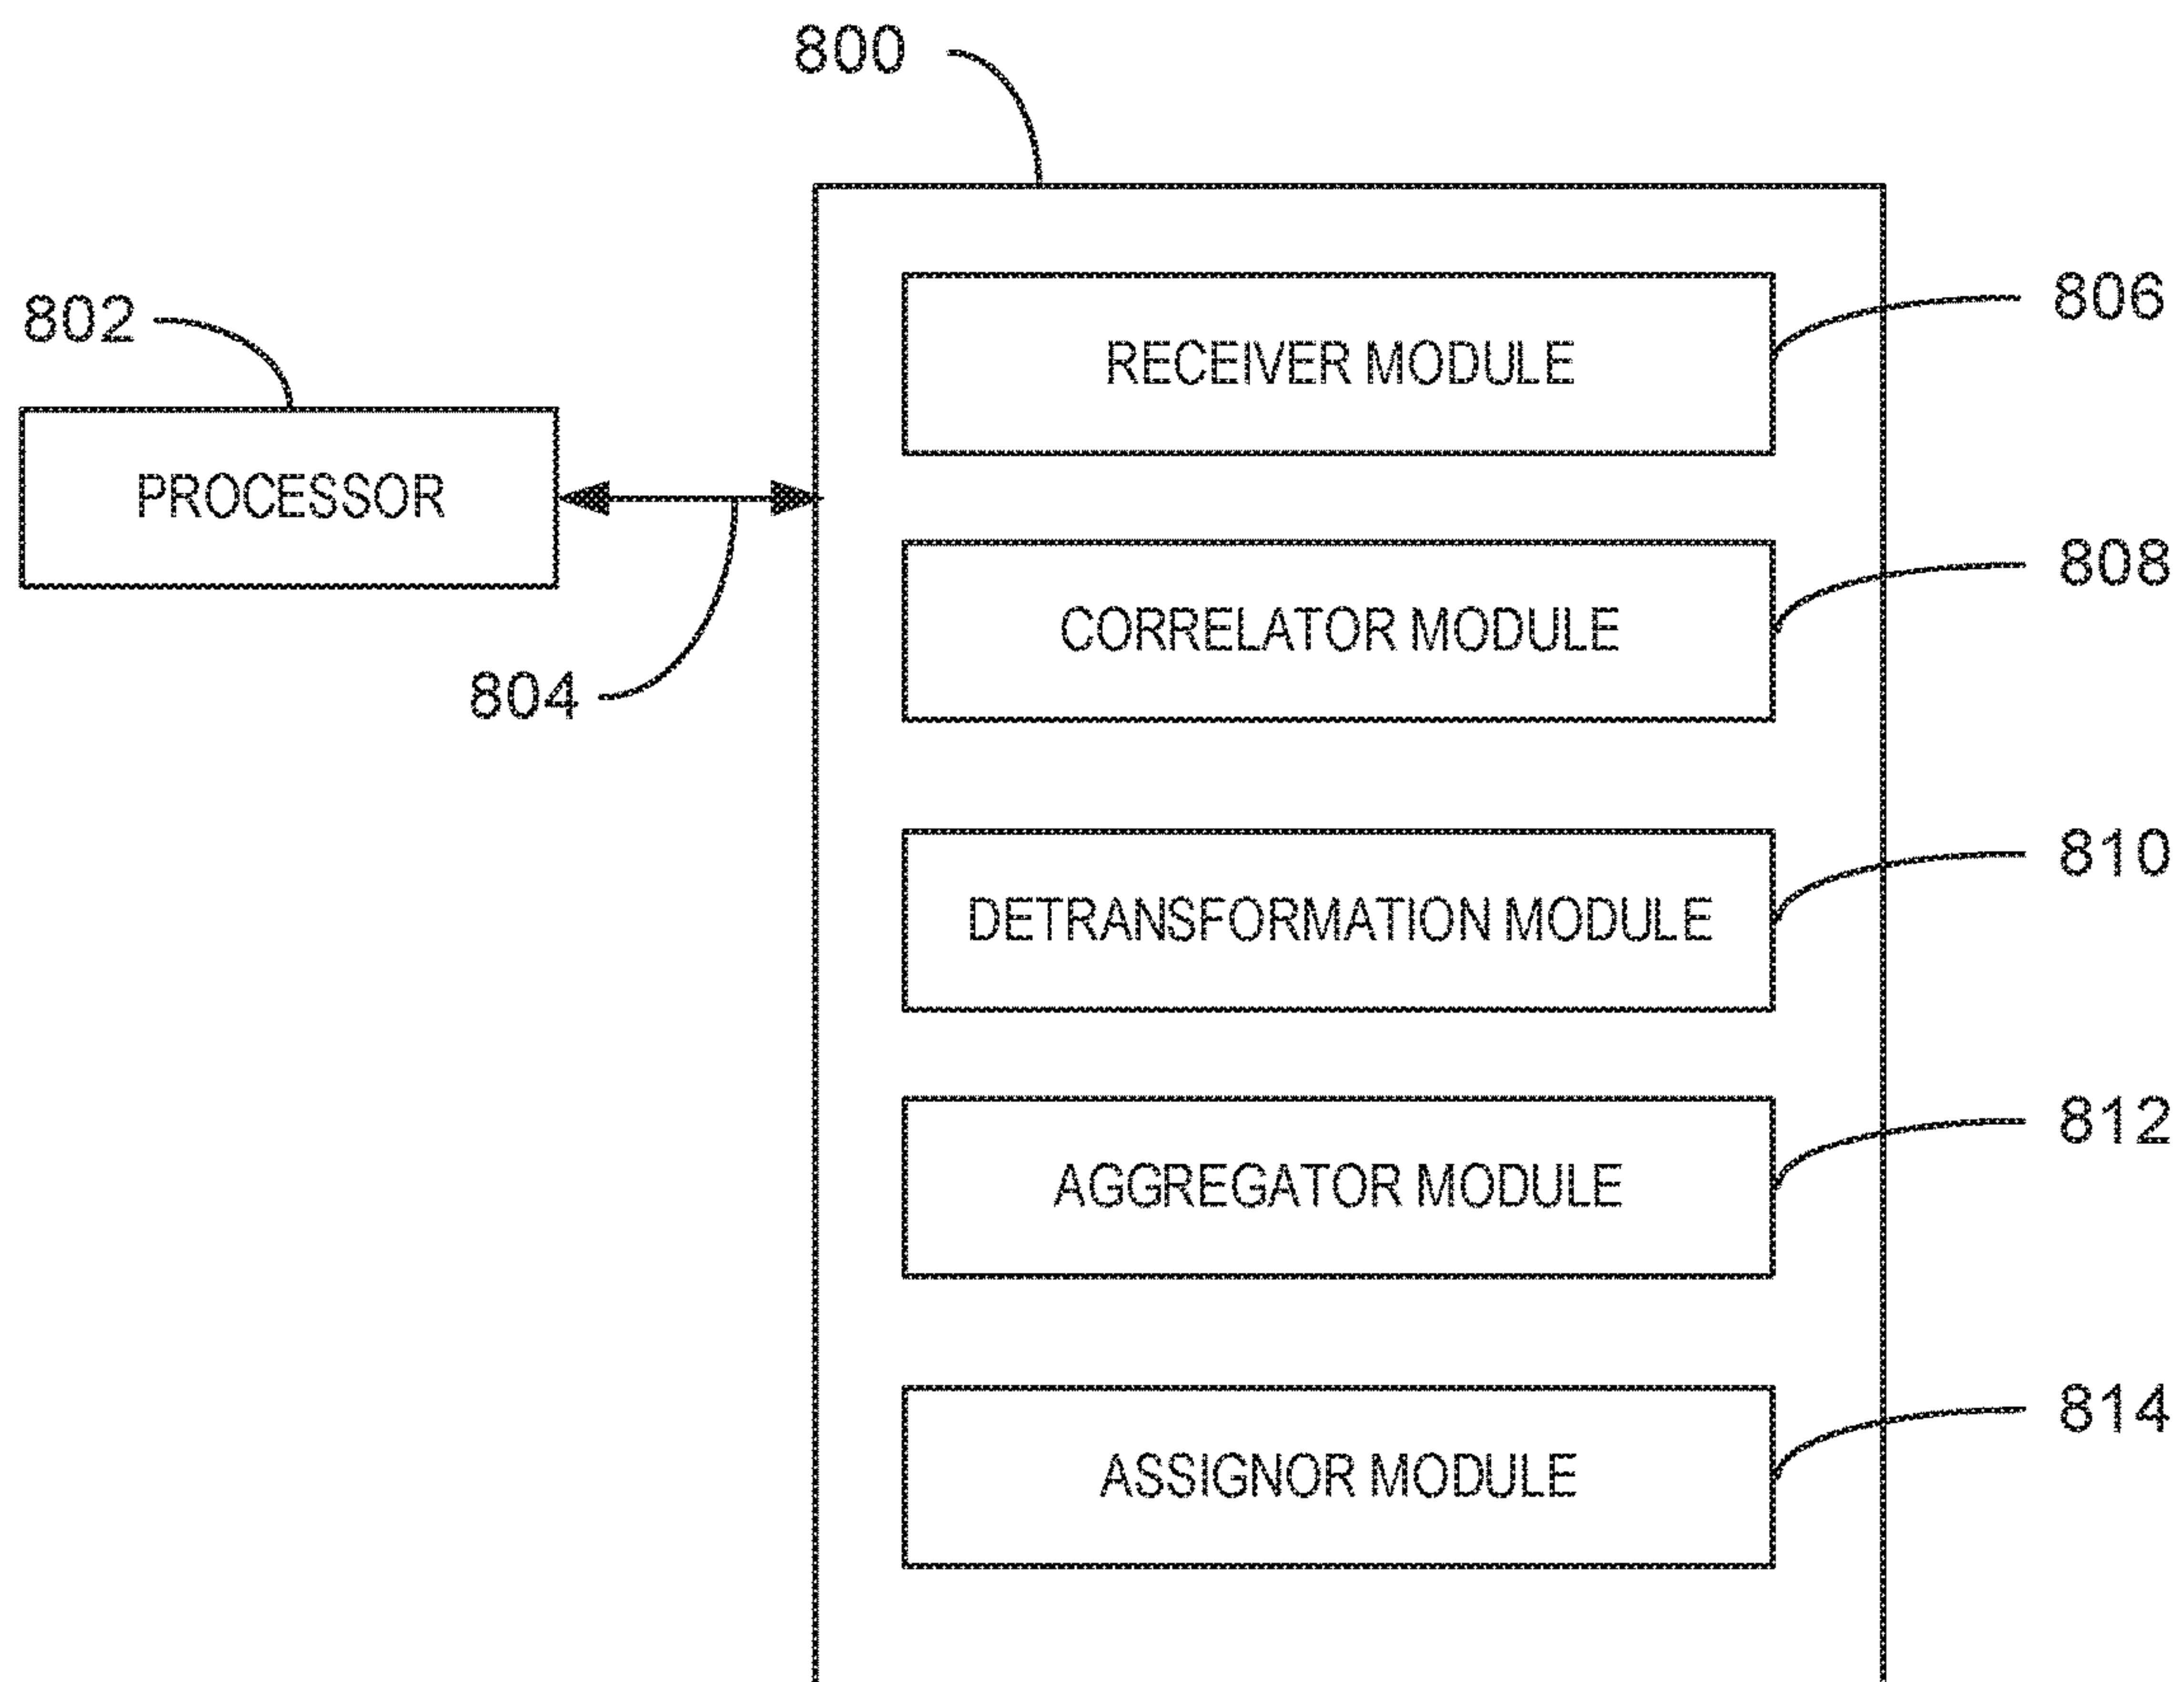 800
802
806
RECEIVER MODULE
PROCESSOR
808
CORRELATOR MODULE
804
810
DETRANSFORMATION MODULE
812
AGGREGATOR MODULE
814
ASSIGNOR MODULE